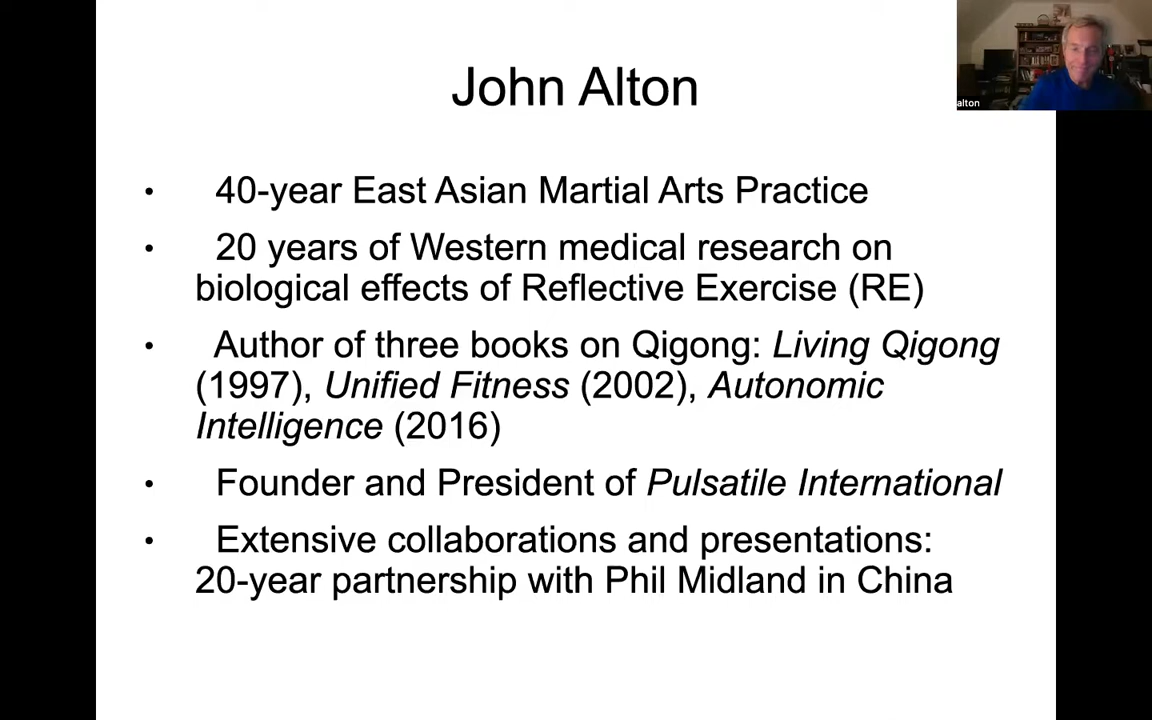 John Alton
alton
• 40-year East Asian Martial Arts Practice
• 20 years of Western medical research on
biological effects of Reflective Exercise (RE)
• Author of three books on Qigong: Living Qigong
(1997), Unified Fitness (2002), Autonomic
Intelligence (2016)
• Founder and President of Pulsatile International
• Extensive collaborations and presentations:
20-year partnership with Phil Midland in China